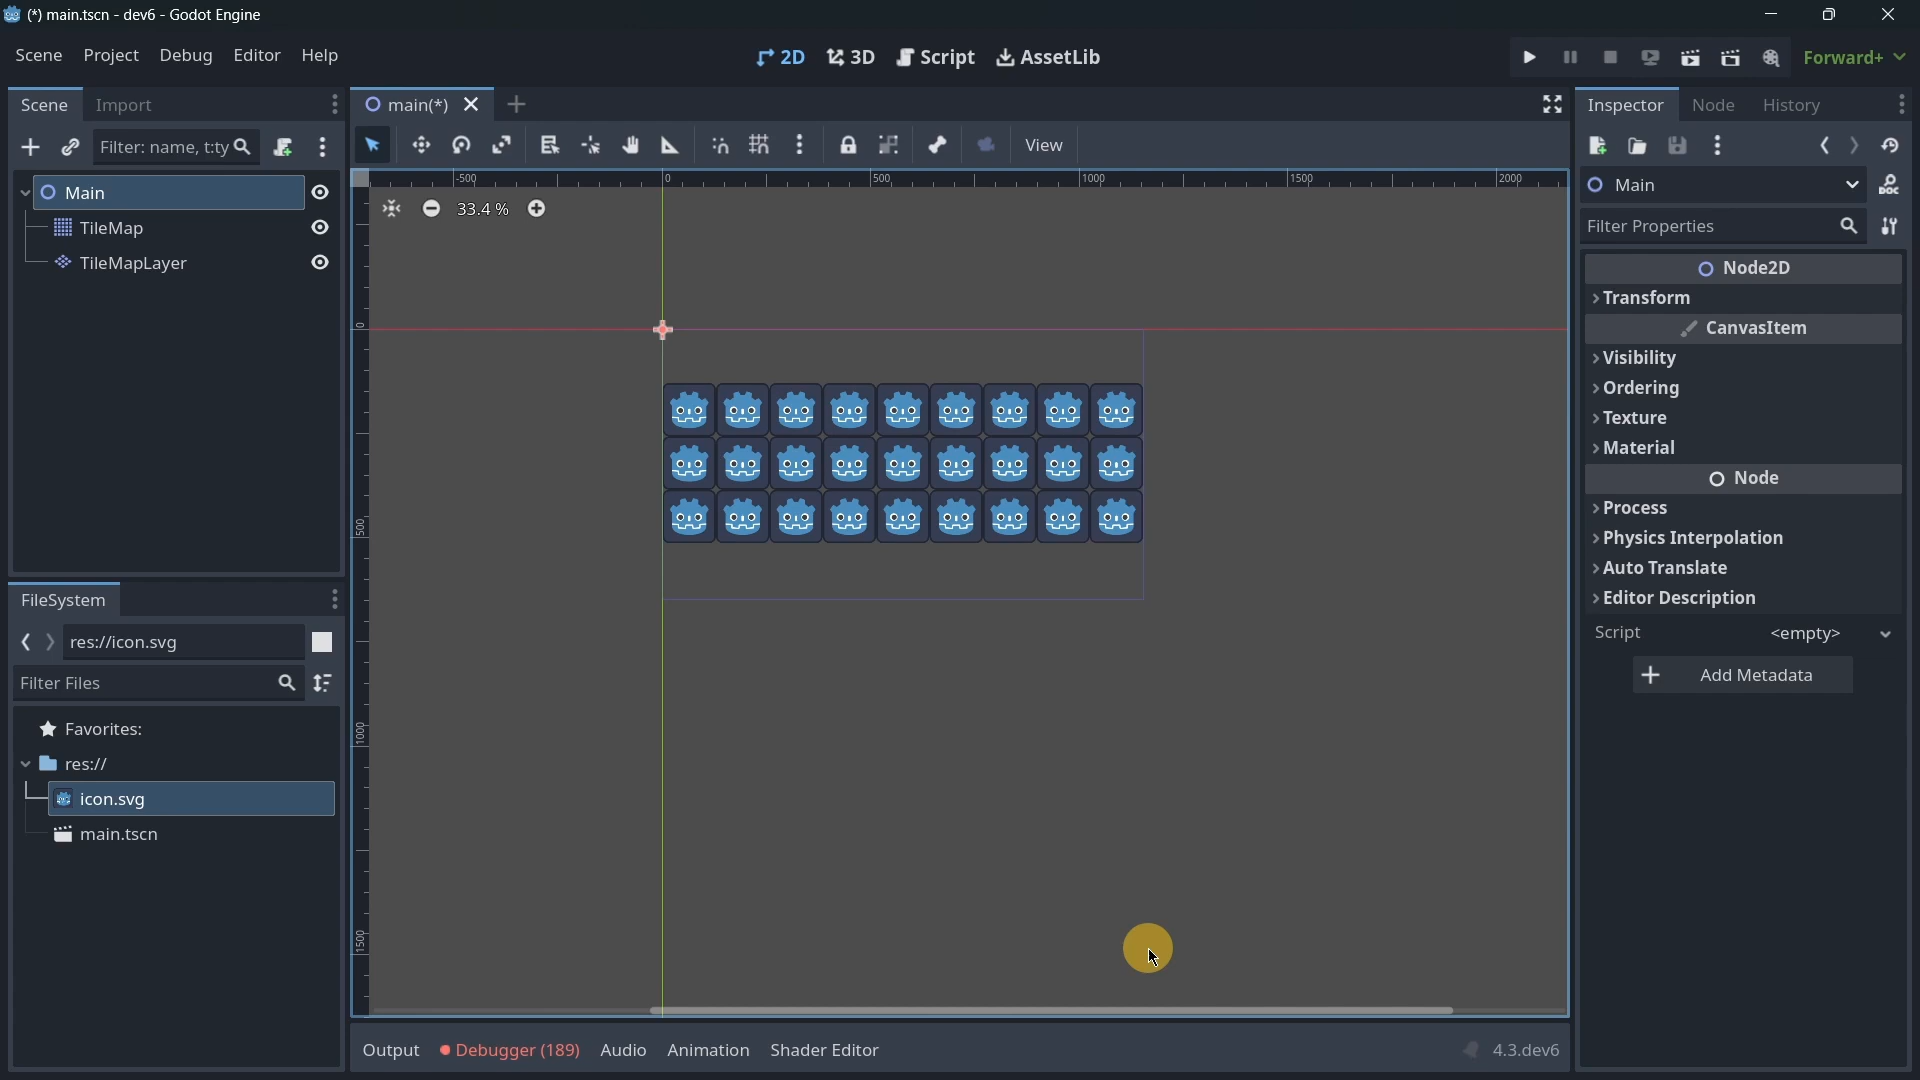 (*) main.tscn - dev6 - Godot Engine
Scene Project Debug Editor Help
2D 3D Script AssetLib
Forward+
Scene Import
Filter: name, t:ty
Main
TileMap
TileMapLayer
FileSystem
res://icon.svg
Filter Files
Favorites:
res://
icon.svg
main.tscn
main(*)
View
-500 0 500 1000 1500 2000
33.4 %
0
500
1000
1500
Output Debugger (189) Audio Animation Shader Editor
4.3.dev6
Inspector Node History
Main
DOC
Filter Properties
Node2D
Transform
CanvasItem
Visibility
Ordering
Texture
Material
Node
Process
Physics Interpolation
Auto Translate
Editor Description
Script <empty>
Add Metadata